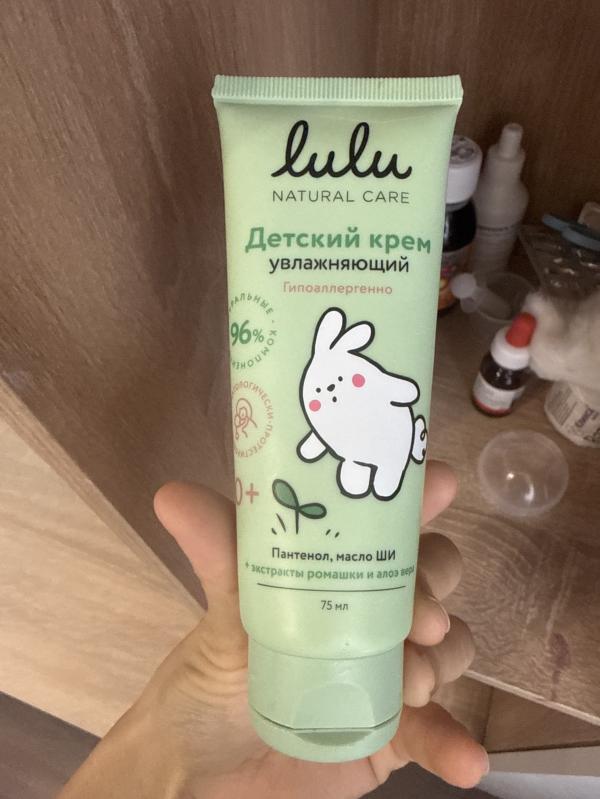 lulu
NATURAL CARE
Детский крем
увлажняющий
Гипоаллергенно
96%
0+
Пантенол, масло ШИ
+ экстракты ромашки и алоэ вера
75 мл